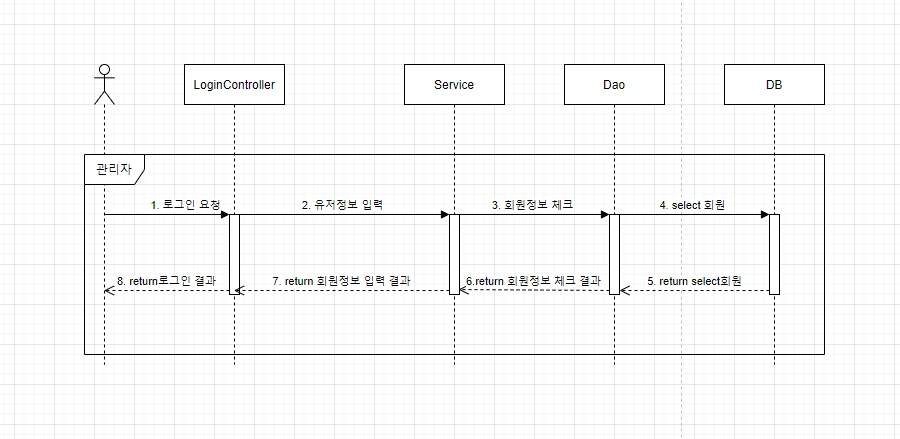 LoginController
Service
Dao
DB
관리자
1. 로그인 요청
2. 유저정보 입력
3. 회원정보 체크
4. select 회원
8. return로그인 결과
7. return 회원정보 입력 결과
6.return 회원정보 체크 결과
5. return select회원